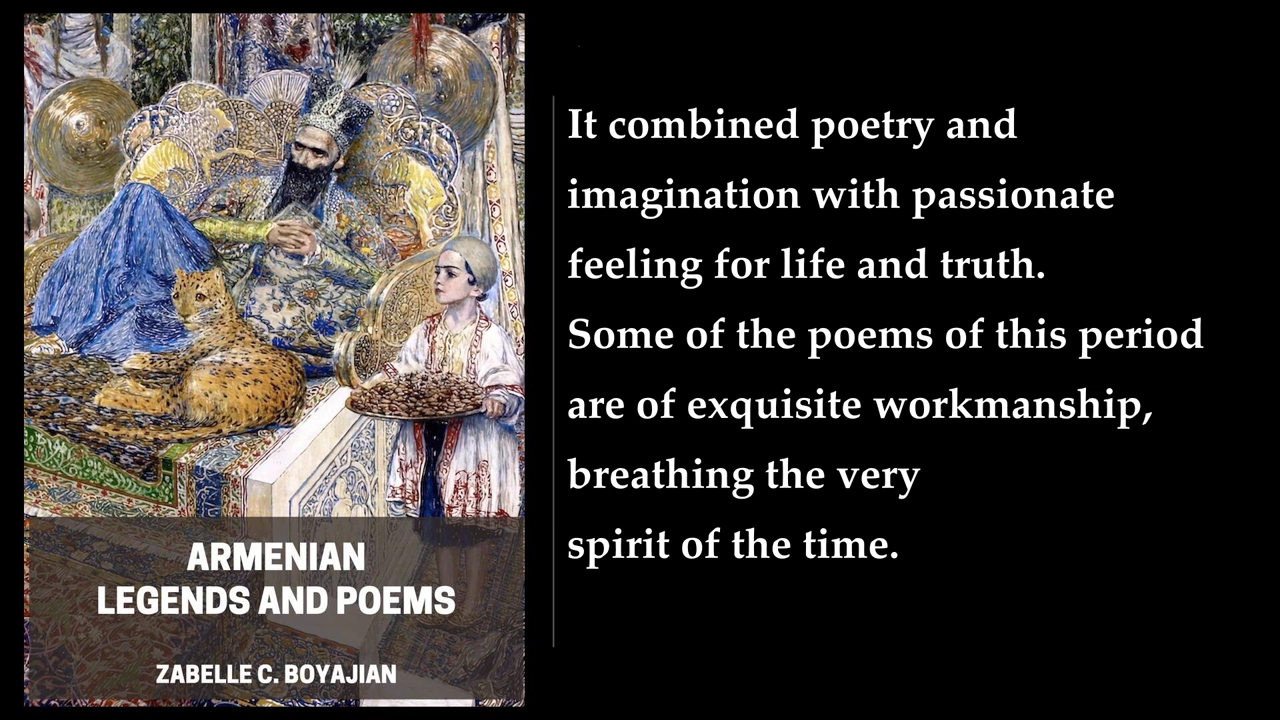 It combined poetry and
imagination with passionate
feeling for life and truth.
Some of the poems of this period
are of exquisite workmanship,
breathing the very
spirit of the time.
ARMENIAN
LEGENDS AND POEMS
ZABELLE C. BOYAJIAN